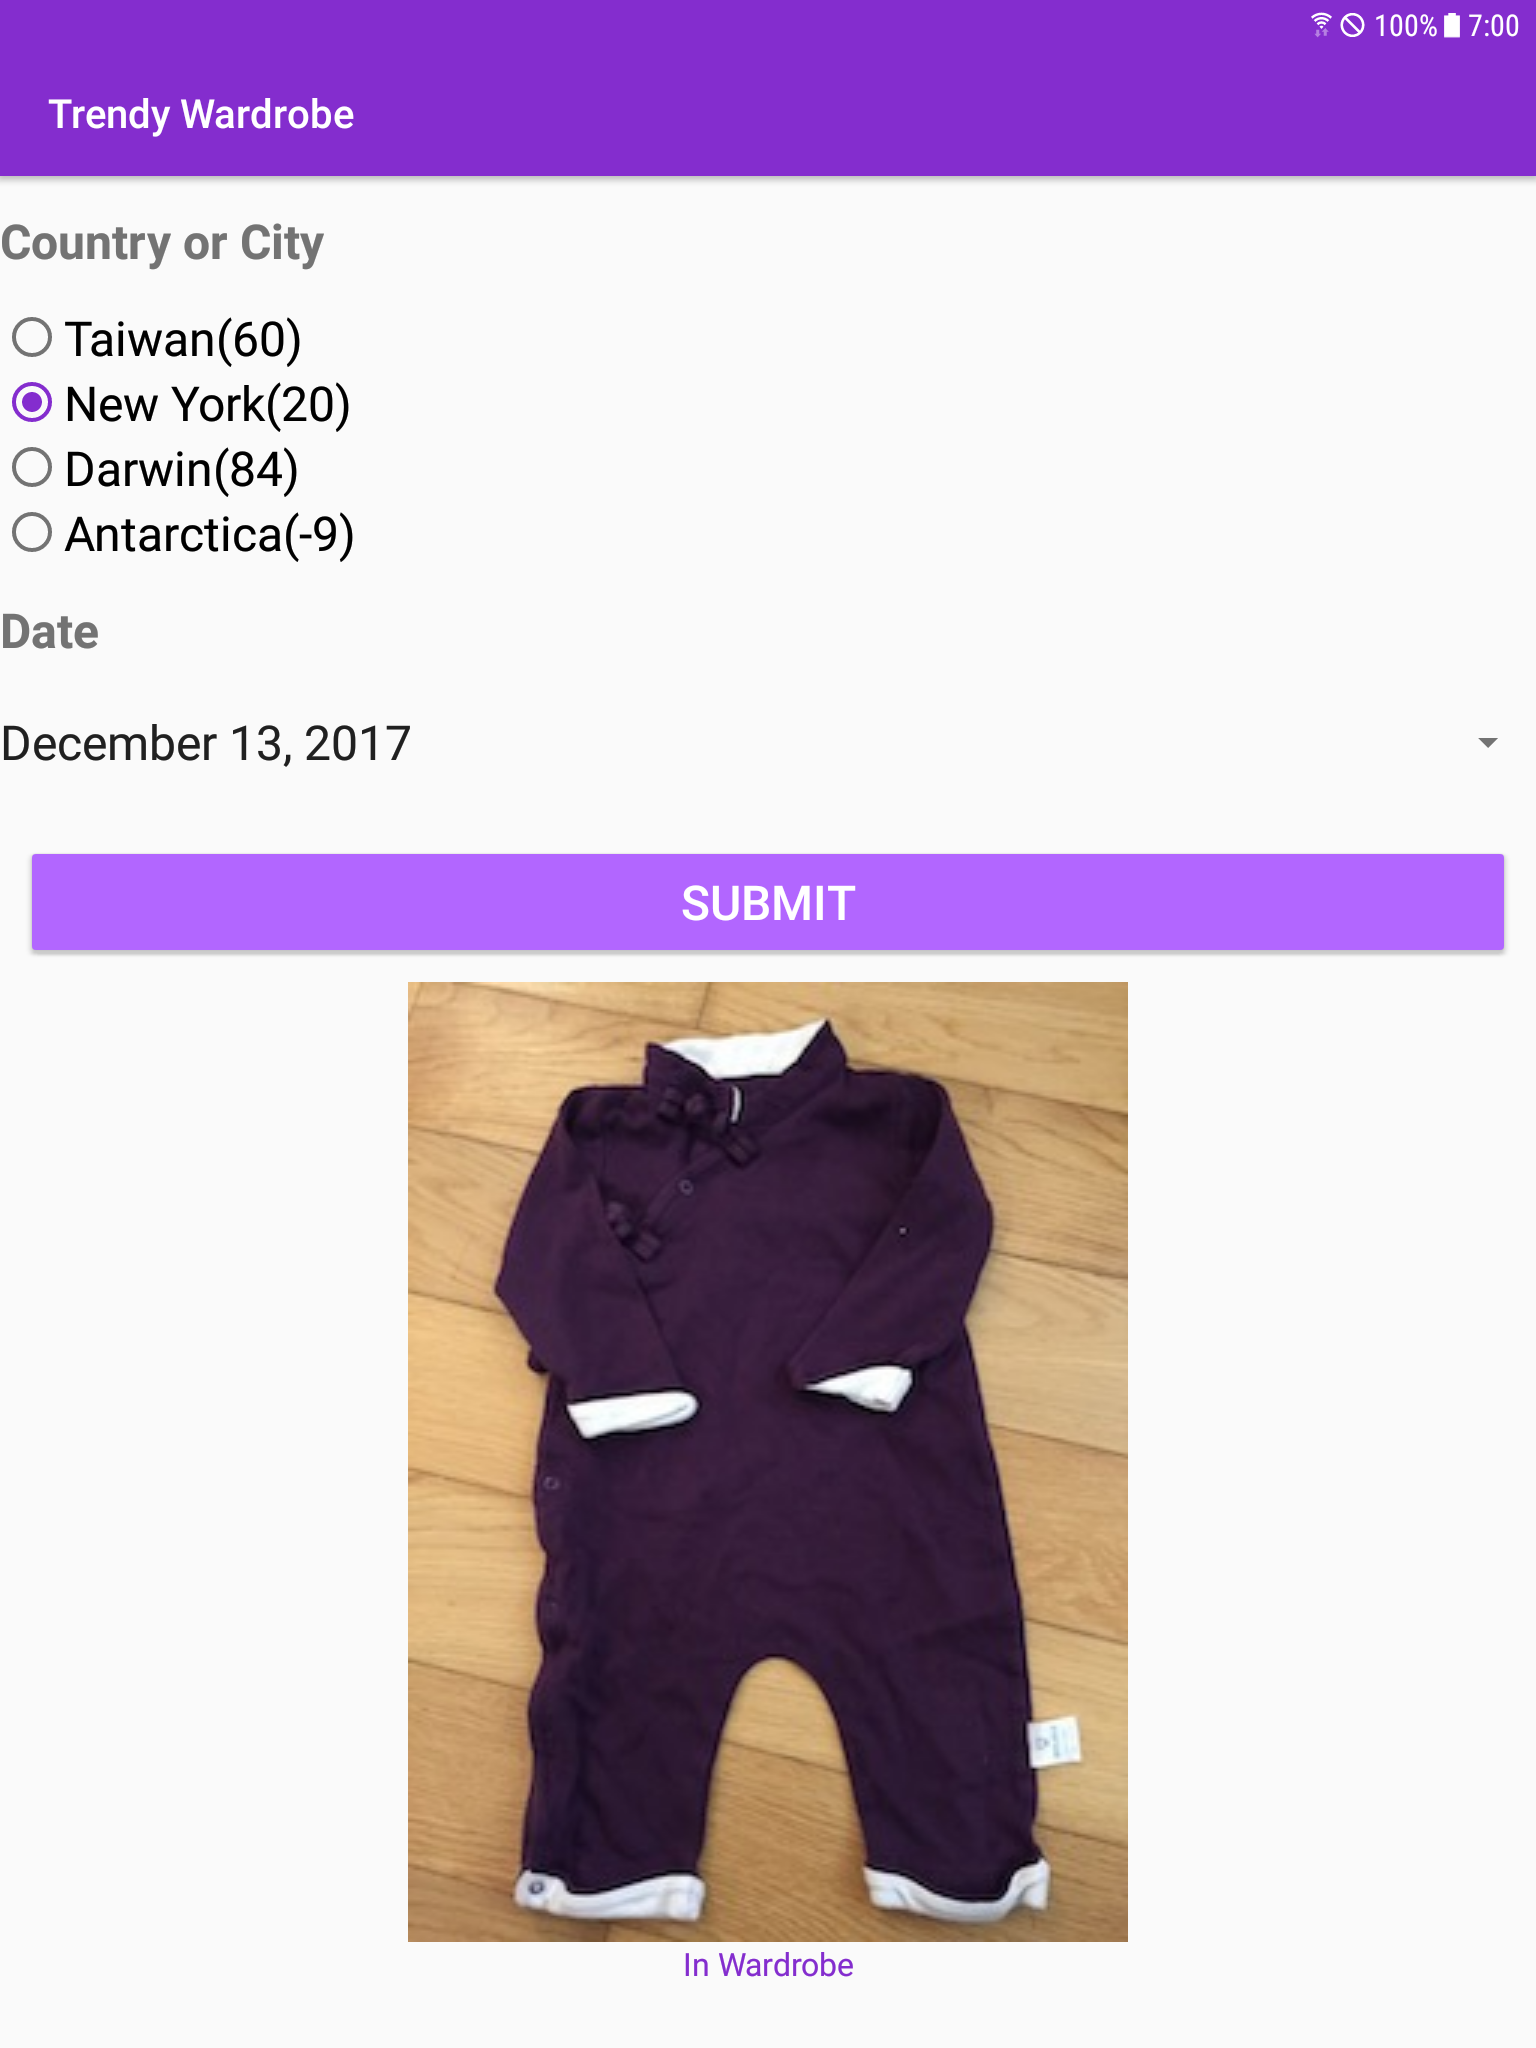 100% 7:00
Trendy Wardrobe
Country or City
Taiwan(60)
New York(20)
Darwin(84)
Antarctica(-9)
Date
December 13, 2017
SUBMIT
In Wardrobe